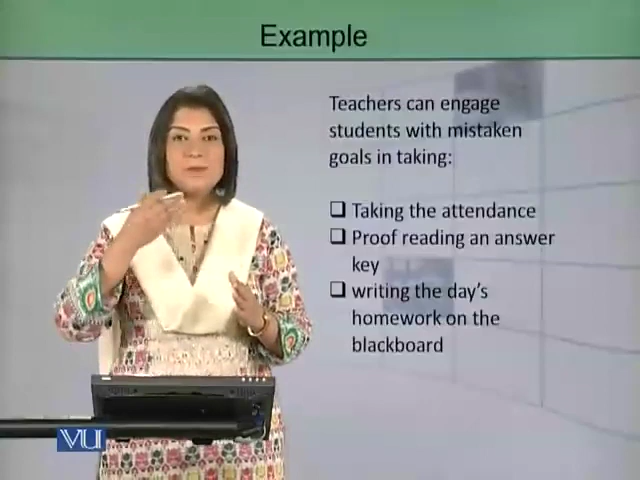 Example
Teachers can engage
students with mistaken
goals in taking:
Taking the attendance
Proof reading an answer
key
writing the day's
homework on the
blackboard
VU